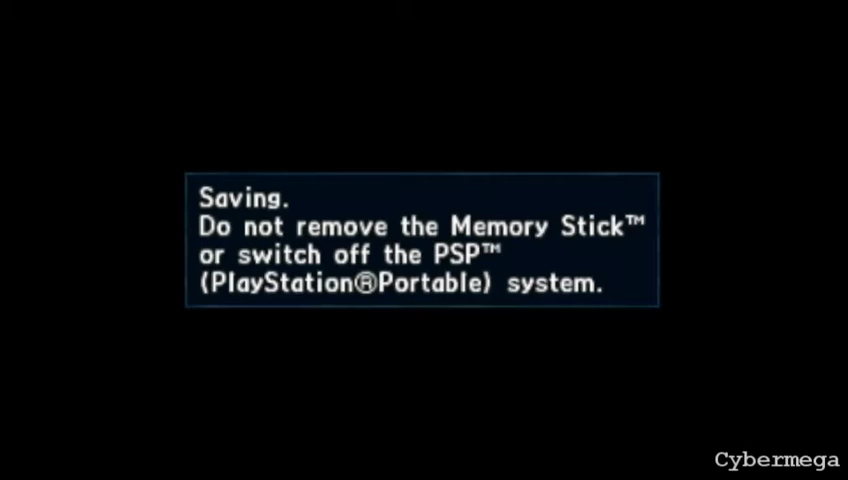 Saving.
Do not remove the Memory Stick™
or switch off the PSP™
(PlayStation®Portable) system.
Cybermega